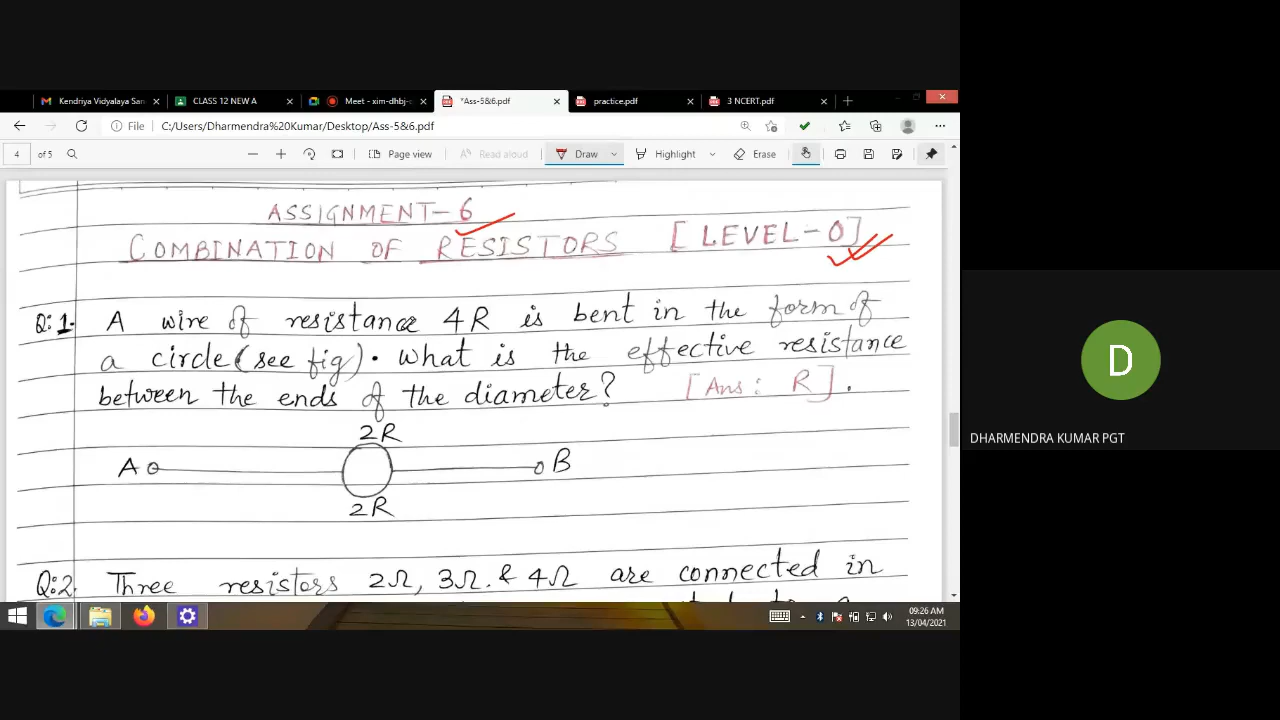 Kendriya Vidyalaya San
CLASS 12 NEW A
Meet - xim-dhbj-c
*Ass-5&6.pdf
practice.pdf
3 NCERT.pdf
File C:/Users/Dharmendra%20Kumar/Desktop/Ass-5&6.pdf
4 of 5 Page view Read aloud Draw Highlight Erase
ASSIGNMENT-6
COMBINATION OF RESISTORS [LEVEL-0]
Q:1. A wire of resistance 4R is bent in the form of
a circle (see fig). What is the effective resistance
between the ends of the diameter? [Ans: R].
2R
A B
2R
Q:2. Three resistors 2Ω, 3Ω & 4Ω are connected in
09:26 AM
13/04/2021
D
DHARMENDRA KUMAR PGT